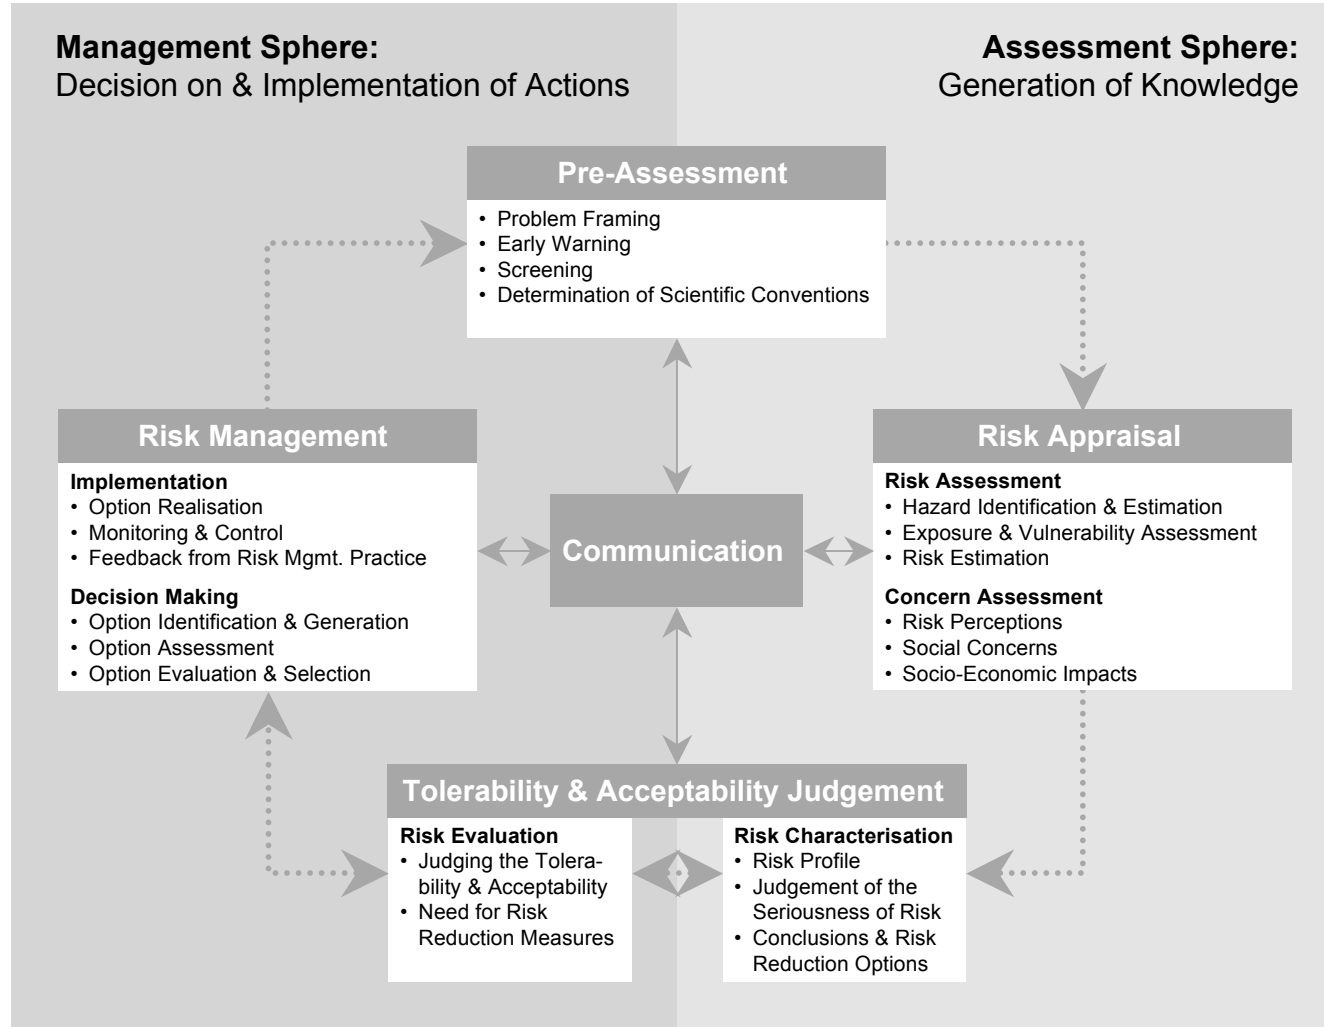 Management Sphere:
Decision on & Implementation of Actions
Assessment Sphere:
Generation of Knowledge
Pre-Assessment
• Problem Framing
• Early Warning
• Screening
• Determination of Scientific Conventions
Risk Management
Implementation
• Option Realisation
• Monitoring & Control
• Feedback from Risk Mgmt. Practice
Decision Making
• Option Identification & Generation
• Option Assessment
• Option Evaluation & Selection
Communication
Risk Appraisal
Risk Assessment
• Hazard Identification & Estimation
• Exposure & Vulnerability Assessment
• Risk Estimation
Concern Assessment
• Risk Perceptions
• Social Concerns
• Socio-Economic Impacts
Tolerability & Acceptability Judgement
Risk Evaluation
• Judging the Tolera-
bility & Acceptability
• Need for Risk
Reduction Measures
Risk Characterisation
• Risk Profile
• Judgement of the
Seriousness of Risk
• Conclusions & Risk
Reduction Options